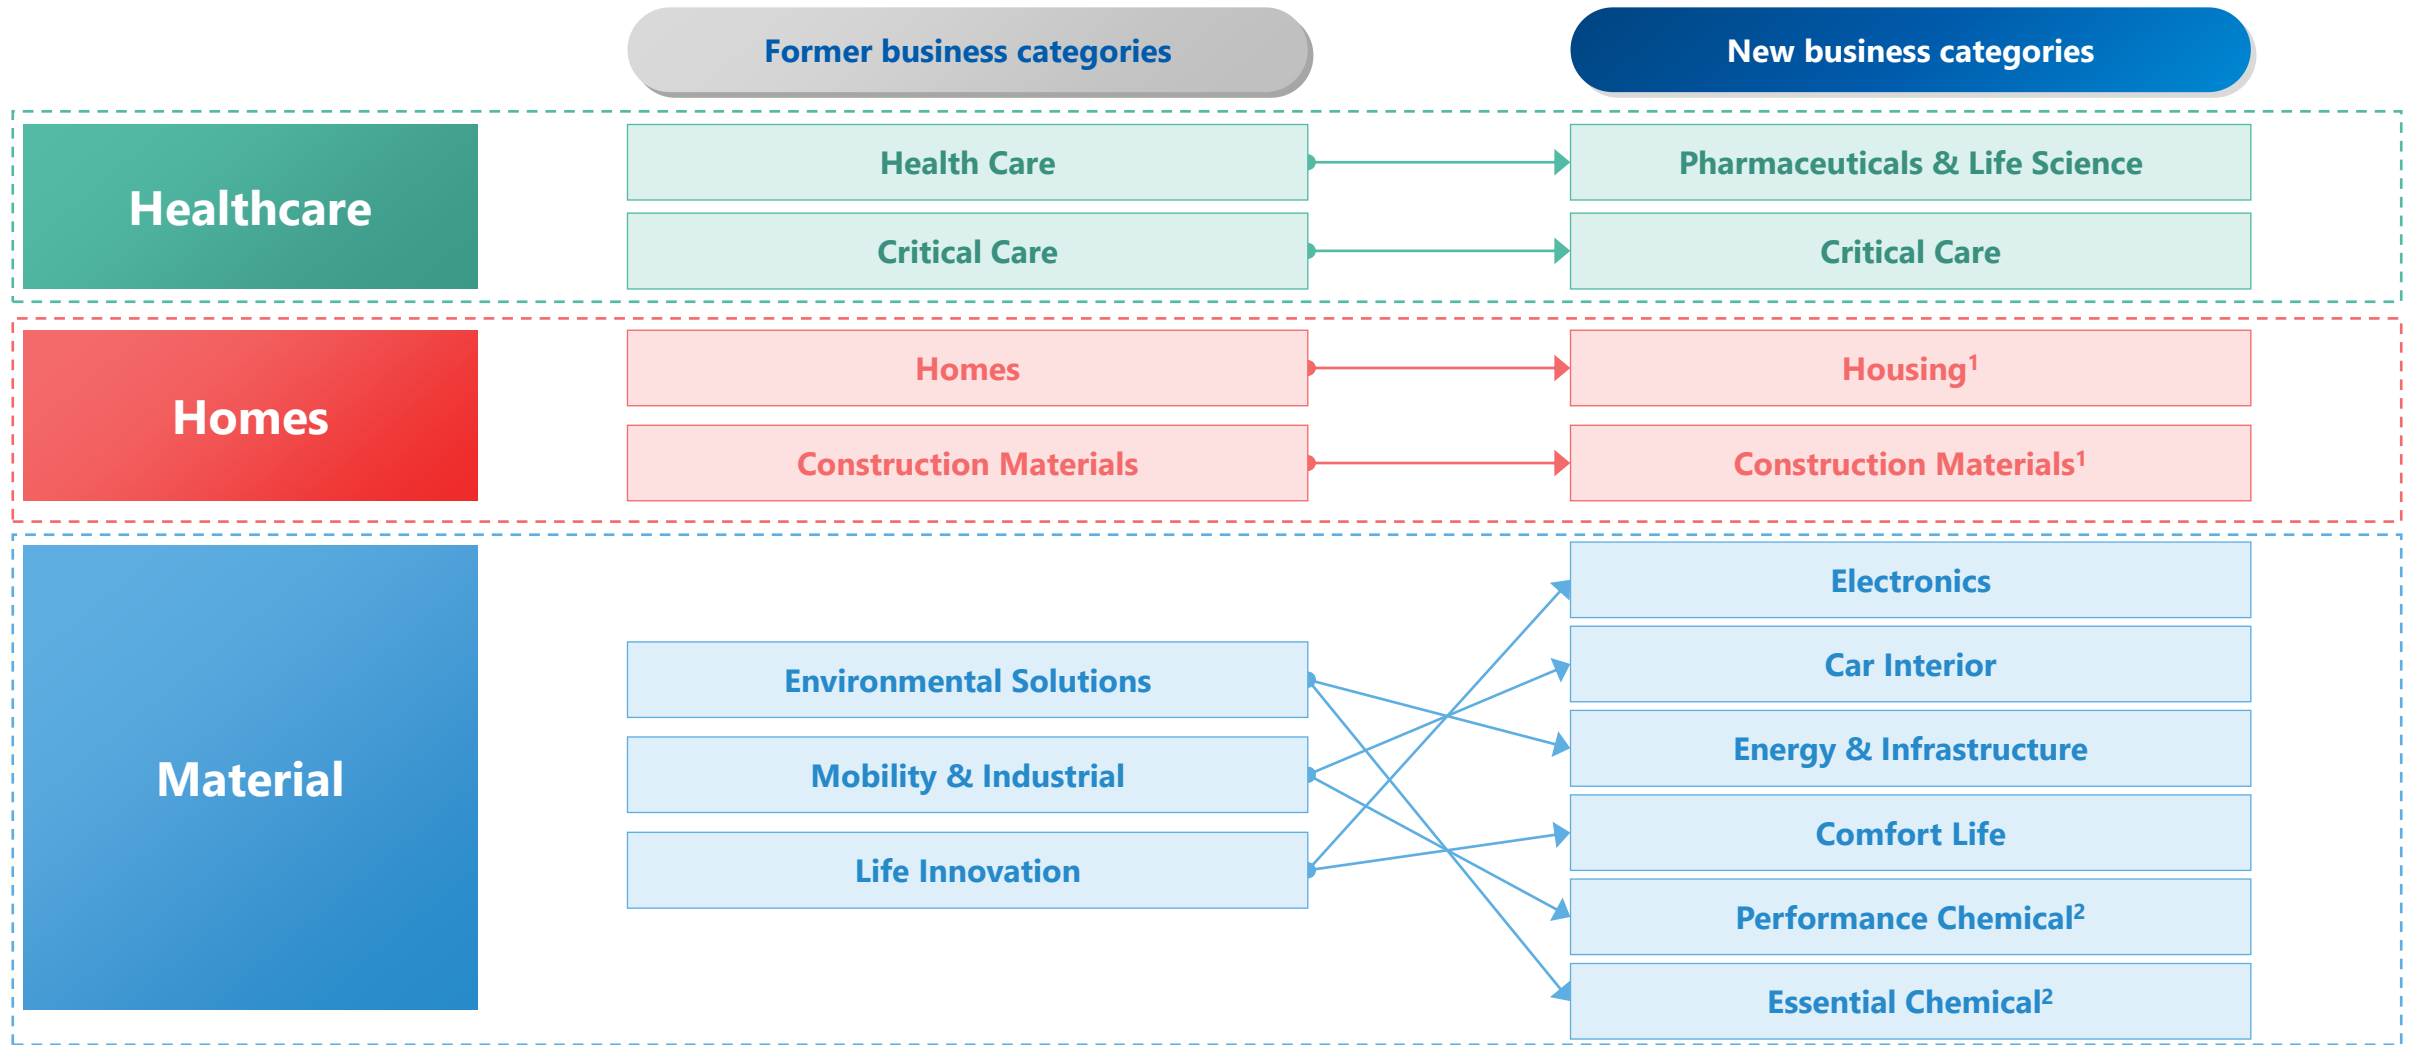 Former business categories
New business categories
Healthcare
Health Care
Pharmaceuticals & Life Science
Critical Care
Critical Care
Homes
Homes
Housing¹
Construction Materials
Construction Materials¹
Material
Environmental Solutions
Mobility & Industrial
Life Innovation
Electronics
Car Interior
Energy & Infrastructure
Comfort Life
Performance Chemical²
Essential Chemical²